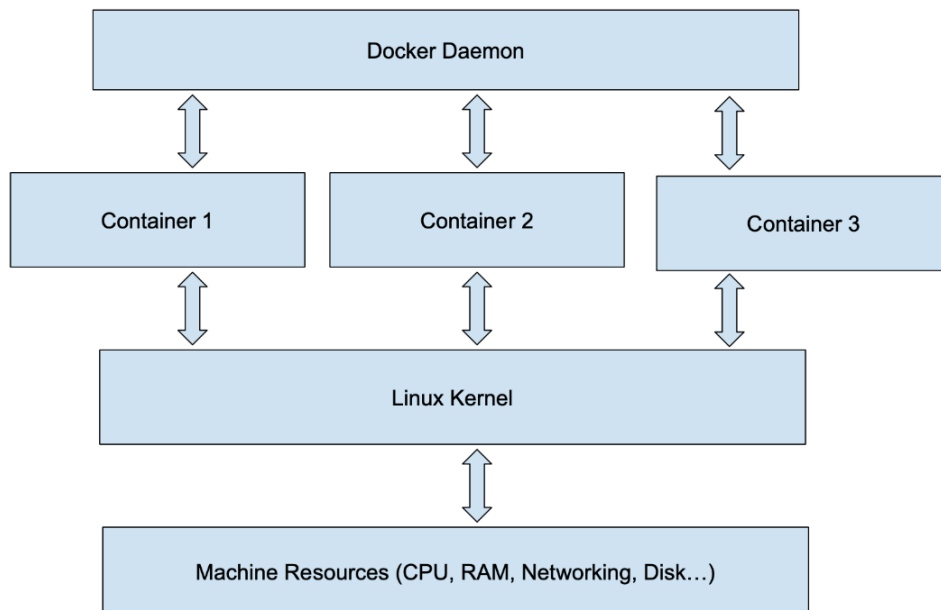 Docker Daemon
Container 1
Container 2
Container 3
Linux Kernel
Machine Resources (CPU, RAM, Networking, Disk…)